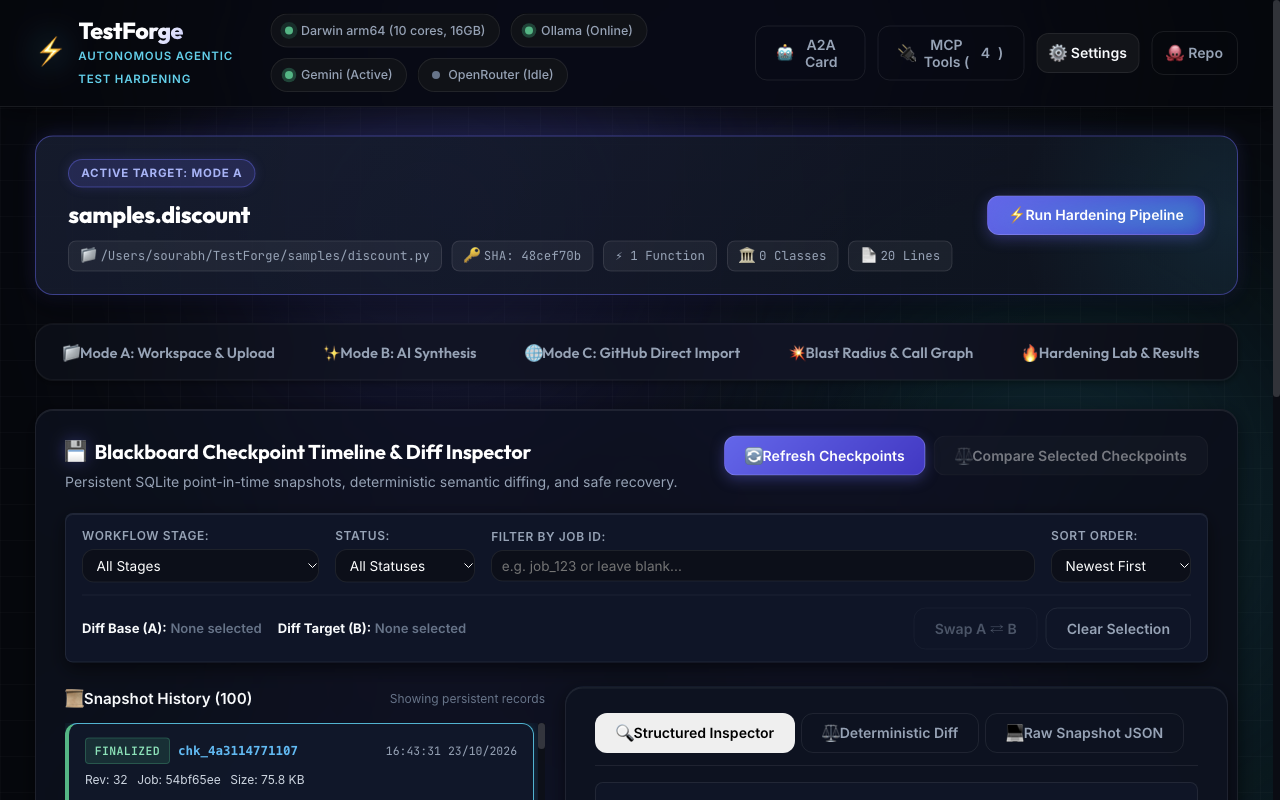 TestForge
AUTONOMOUS AGENTIC
TEST HARDENING
Darwin arm64 (10 cores, 16GB)
Ollama (Online)
Gemini (Active)
OpenRouter (Idle)
A2A
Card
MCP
Tools ( 4 )
Settings
Repo
ACTIVE TARGET: MODE A
samples.discount
/Users/sourabh/TestForge/samples/discount.py
SHA: 48cef70b
⚡ 1 Function
0 Classes
20 Lines
⚡Run Hardening Pipeline
Mode A: Workspace & Upload
Mode B: AI Synthesis
Mode C: GitHub Direct Import
Blast Radius & Call Graph
Hardening Lab & Results
Blackboard Checkpoint Timeline & Diff Inspector
Persistent SQLite point-in-time snapshots, deterministic semantic diffing, and safe recovery.
Refresh Checkpoints
Compare Selected Checkpoints
WORKFLOW STAGE:
STATUS:
FILTER BY JOB ID:
SORT ORDER:
All Stages
All Statuses
e.g. job_123 or leave blank...
Newest First
Diff Base (A): None selected
Diff Target (B): None selected
Swap A ⇄ B
Clear Selection
Snapshot History (100)
Showing persistent records
FINALIZED
chk_4a3114771107
16:43:31 23/10/2026
Rev: 32 Job: 54bf65ee Size: 75.8 KB
Structured Inspector
Deterministic Diff
Raw Snapshot JSON